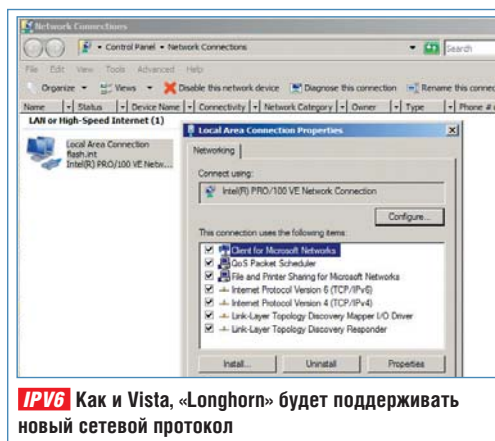 Network Connections
Control Panel • Network Connections
Search
File Edit View Tools Advanced Help
Organize Views Disable this network device Diagnose this connection Rename this connec
Name Status Device Name Connectivity Network Category Owner Type Phone #
LAN or High-Speed Internet (1)
Local Area Connection
flash.int
Intel(R) PRO/100 VE Netw...
Local Area Connection Properties
Networking
Connect using:
Intel(R) PRO/100 VE Network Connection
Configure...
This connection uses the following items:
Client for Microsoft Networks
QoS Packet Scheduler
File and Printer Sharing for Microsoft Networks
Internet Protocol Version 6 (TCP/IPv6)
Internet Protocol Version 4 (TCP/IPv4)
Link-Layer Topology Discovery Mapper I/O Driver
Link-Layer Topology Discovery Responder
Install... Uninstall Properties
IPV6 Как и Vista, «Longhorn» будет поддерживать
новый сетевой протокол